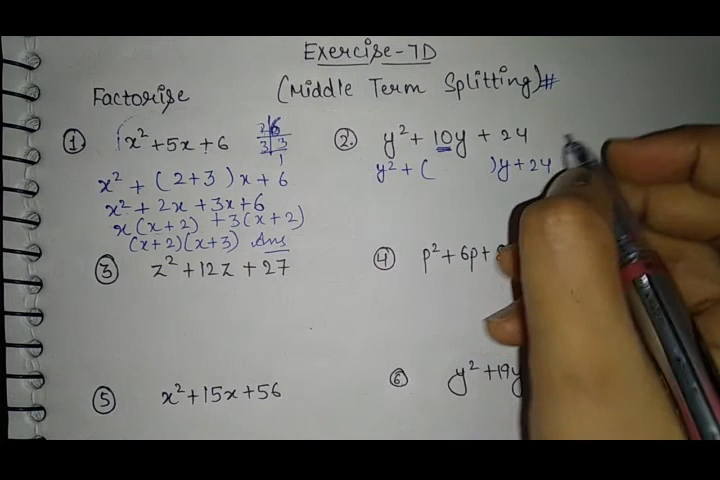 Exercise-7D
Factorise (Middle Term Splitting)#
① x² + 5x + 6
2 | 6
3 | 3
1
x² + (2+3)x + 6
x² + 2x + 3x + 6
x(x+2) + 3(x+2)
(x+2)(x+3) Ans
②. y² + 10y + 24
y² + ( )y + 24
③ z² + 12z + 27
④ p² + 6p +
⑤ x² + 15x + 56
⑥ y² + 19y